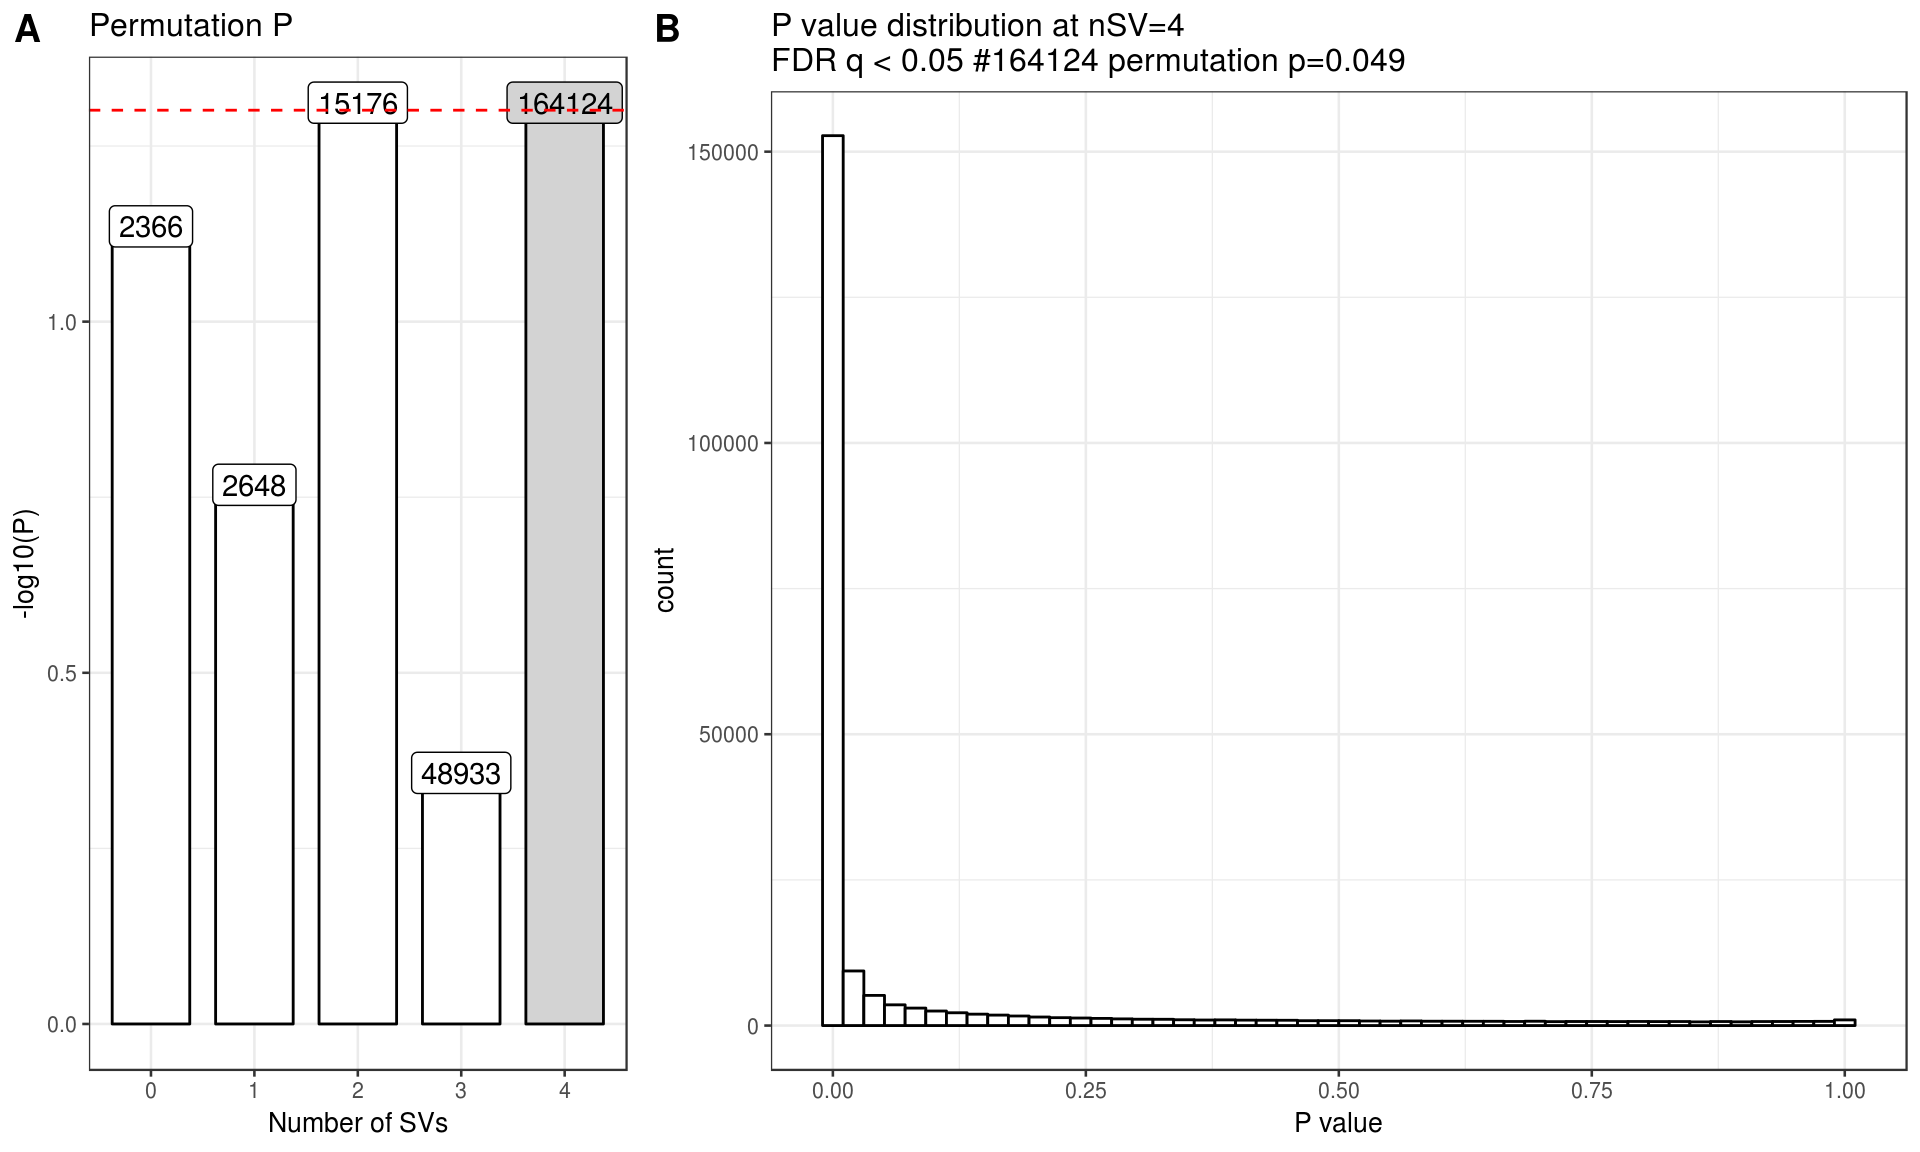 A
Permutation P
-log10(P)
1.0
0.5
0.0
2366
2648
15176
48933
164124
0 1 2 3 4
Number of SVs
B
P value distribution at nSV=4
FDR q < 0.05 #164124 permutation p=0.049
count
150000
100000
50000
0
0.00 0.25 0.50 0.75 1.00
P value